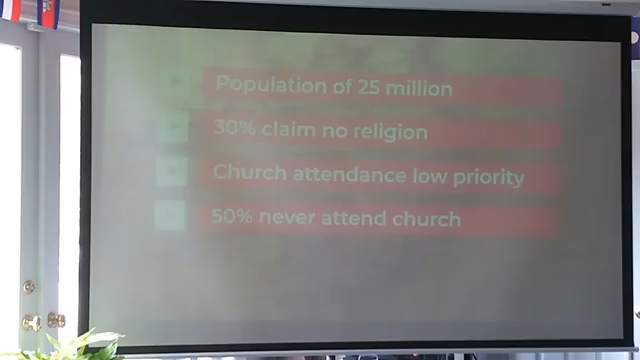 Population of 25 million
30% claim no religion
Church attendance low priority
50% never attend church